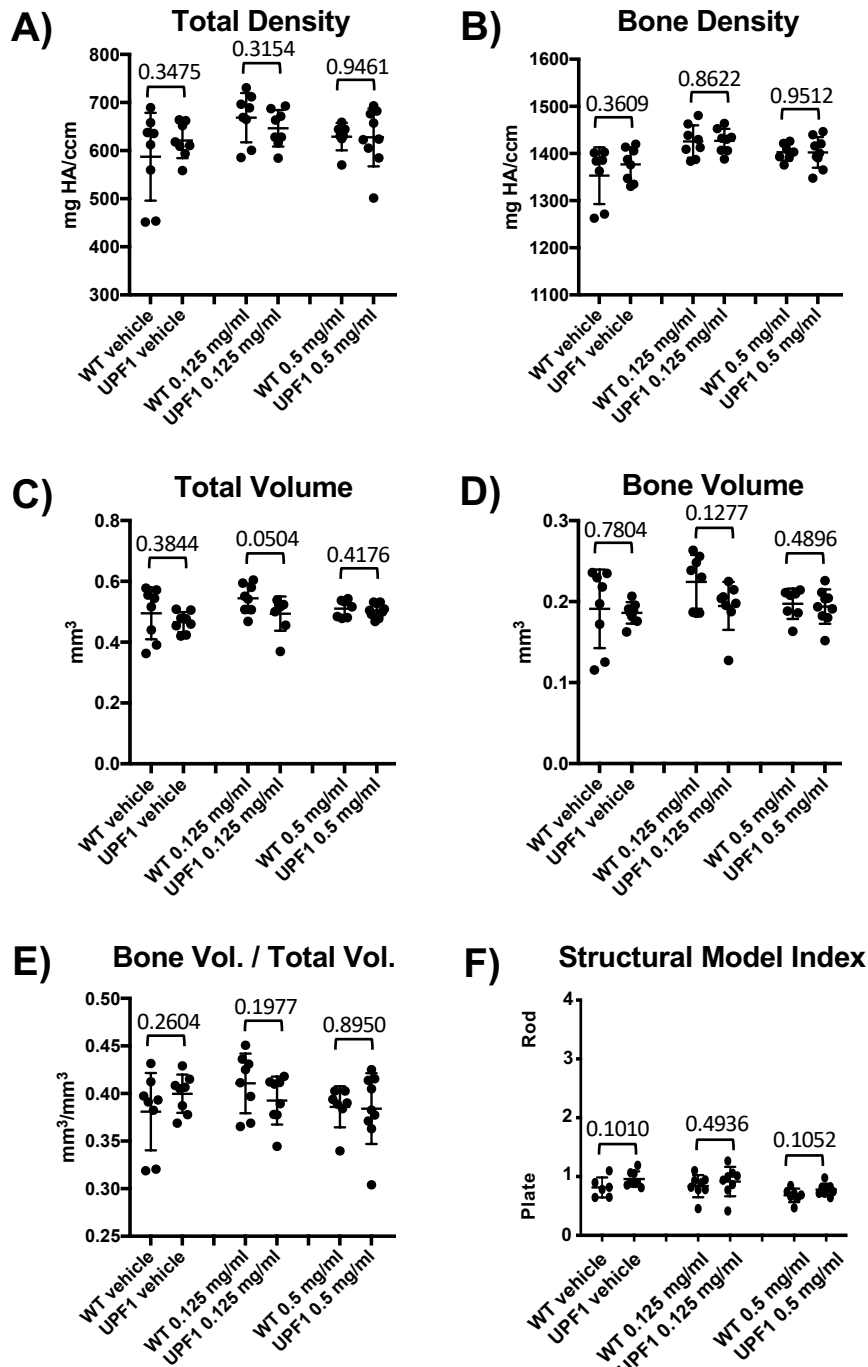 A)
Total Density
mg HA/ccm
800
700
600
500
400
300
0.3475
0.3154
0.9461
WT vehicle
UPF1 vehicle
WT 0.125 mg/ml
UPF1 0.125 mg/ml
WT 0.5 mg/ml
UPF1 0.5 mg/ml
B)
Bone Density
mg HA/ccm
1600
1500
1400
1300
1200
1100
0.3609
0.8622
0.9512
WT vehicle
UPF1 vehicle
WT 0.125 mg/ml
UPF1 0.125 mg/ml
WT 0.5 mg/ml
UPF1 0.5 mg/ml
C)
Total Volume
mm³
0.8
0.6
0.4
0.2
0.0
0.3844
0.0504
0.4176
WT vehicle
UPF1 vehicle
WT 0.125 mg/ml
UPF1 0.125 mg/ml
WT 0.5 mg/ml
UPF1 0.5 mg/ml
D)
Bone Volume
mm³
0.3
0.2
0.1
0.0
0.7804
0.1277
0.4896
WT vehicle
UPF1 vehicle
WT 0.125 mg/ml
UPF1 0.125 mg/ml
WT 0.5 mg/ml
UPF1 0.5 mg/ml
E)
Bone Vol. / Total Vol.
mm³/mm³
0.50
0.45
0.40
0.35
0.30
0.25
0.2604
0.1977
0.8950
WT vehicle
UPF1 vehicle
WT 0.125 mg/ml
UPF1 0.125 mg/ml
WT 0.5 mg/ml
UPF1 0.5 mg/ml
F)
Structural Model Index
Rod
Plate
4
3
2
1
0
0.1010
0.4936
0.1052
WT vehicle
UPF1 vehicle
WT 0.125 mg/ml
UPF1 0.125 mg/ml
WT 0.5 mg/ml
UPF1 0.5 mg/ml